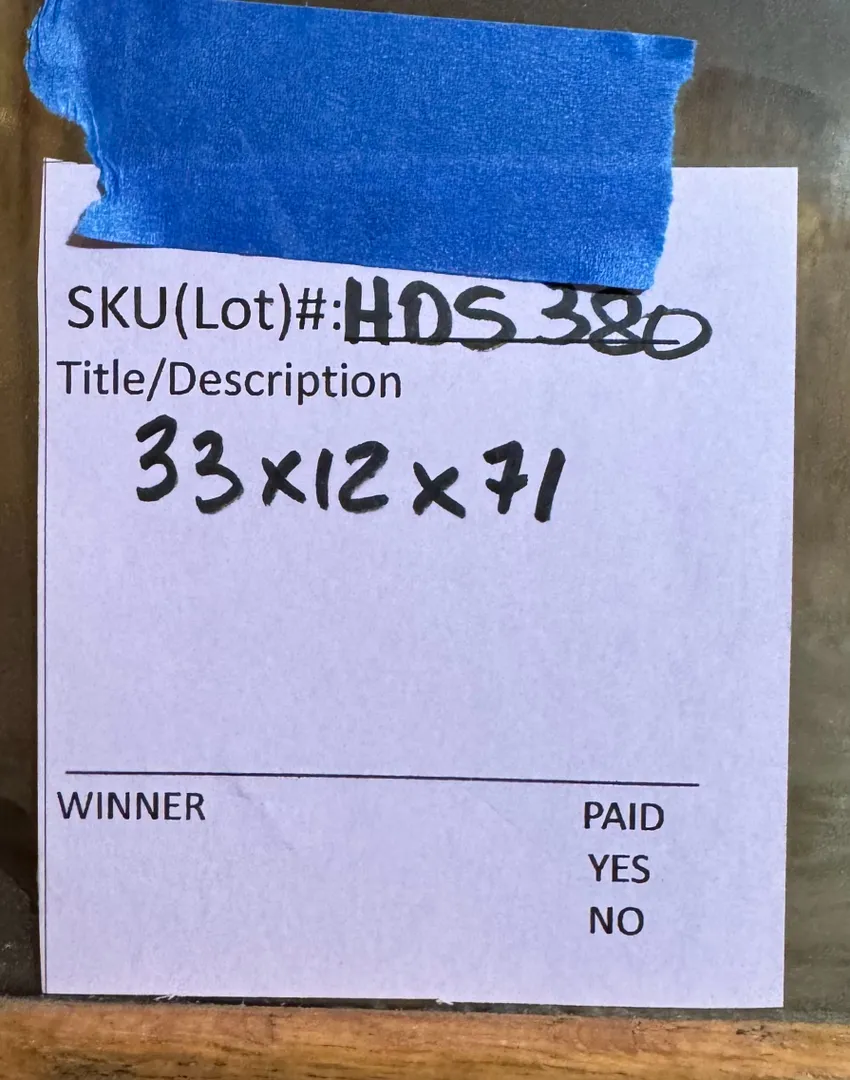 SKU(Lot)#:HDS 380
Title/Description
33x12x71
WINNER
PAID
YES
NO